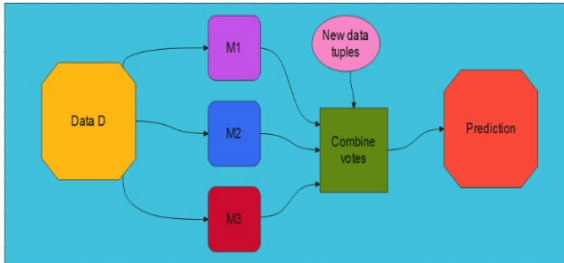 Data D
M1
M2
M3
New data
tuples
Combine
votes
Prediction